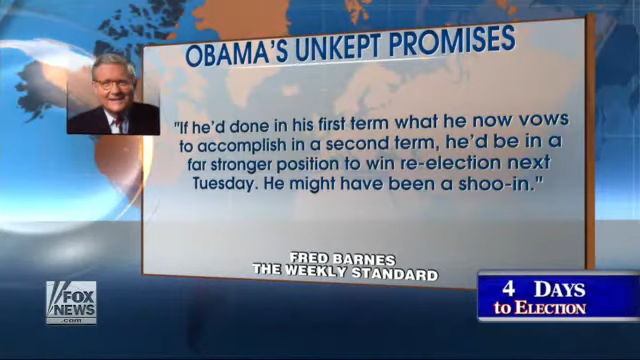 OBAMA'S UNKEPT PROMISES
"If he'd done in his first term what he now vows
to accomplish in a second term, he'd be in a
far stronger position to win re-election next
Tuesday. He might have been a shoo-in."
FRED BARNES
THE WEEKLY STANDARD
FOX
NEWS
.com
4 DAYS
to ELECTION